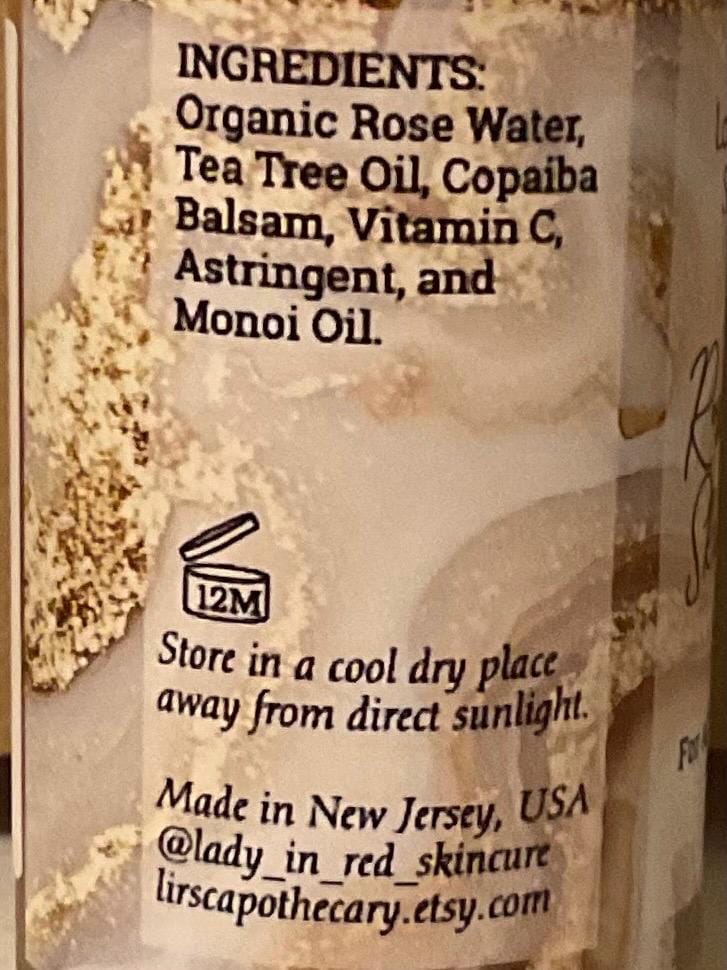 INGREDIENTS:
Organic Rose Water,
Tea Tree Oil, Copaiba
Balsam, Vitamin C,
Astringent, and
Monoi Oil.
12M
Store in a cool dry place
away from direct sunlight.
Made in New Jersey, USA
@lady_in_red_skincure
lirscapothecary.etsy.com